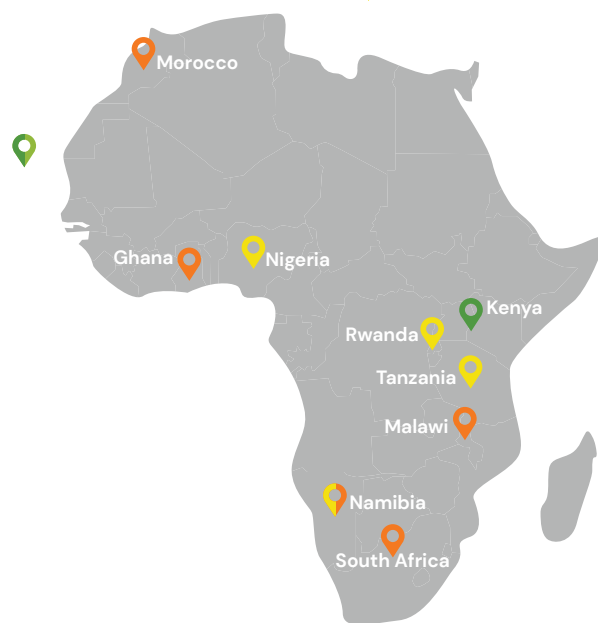 Morocco
Ghana
Nigeria
Kenya
Rwanda
Tanzania
Malawi
Namibia
South Africa